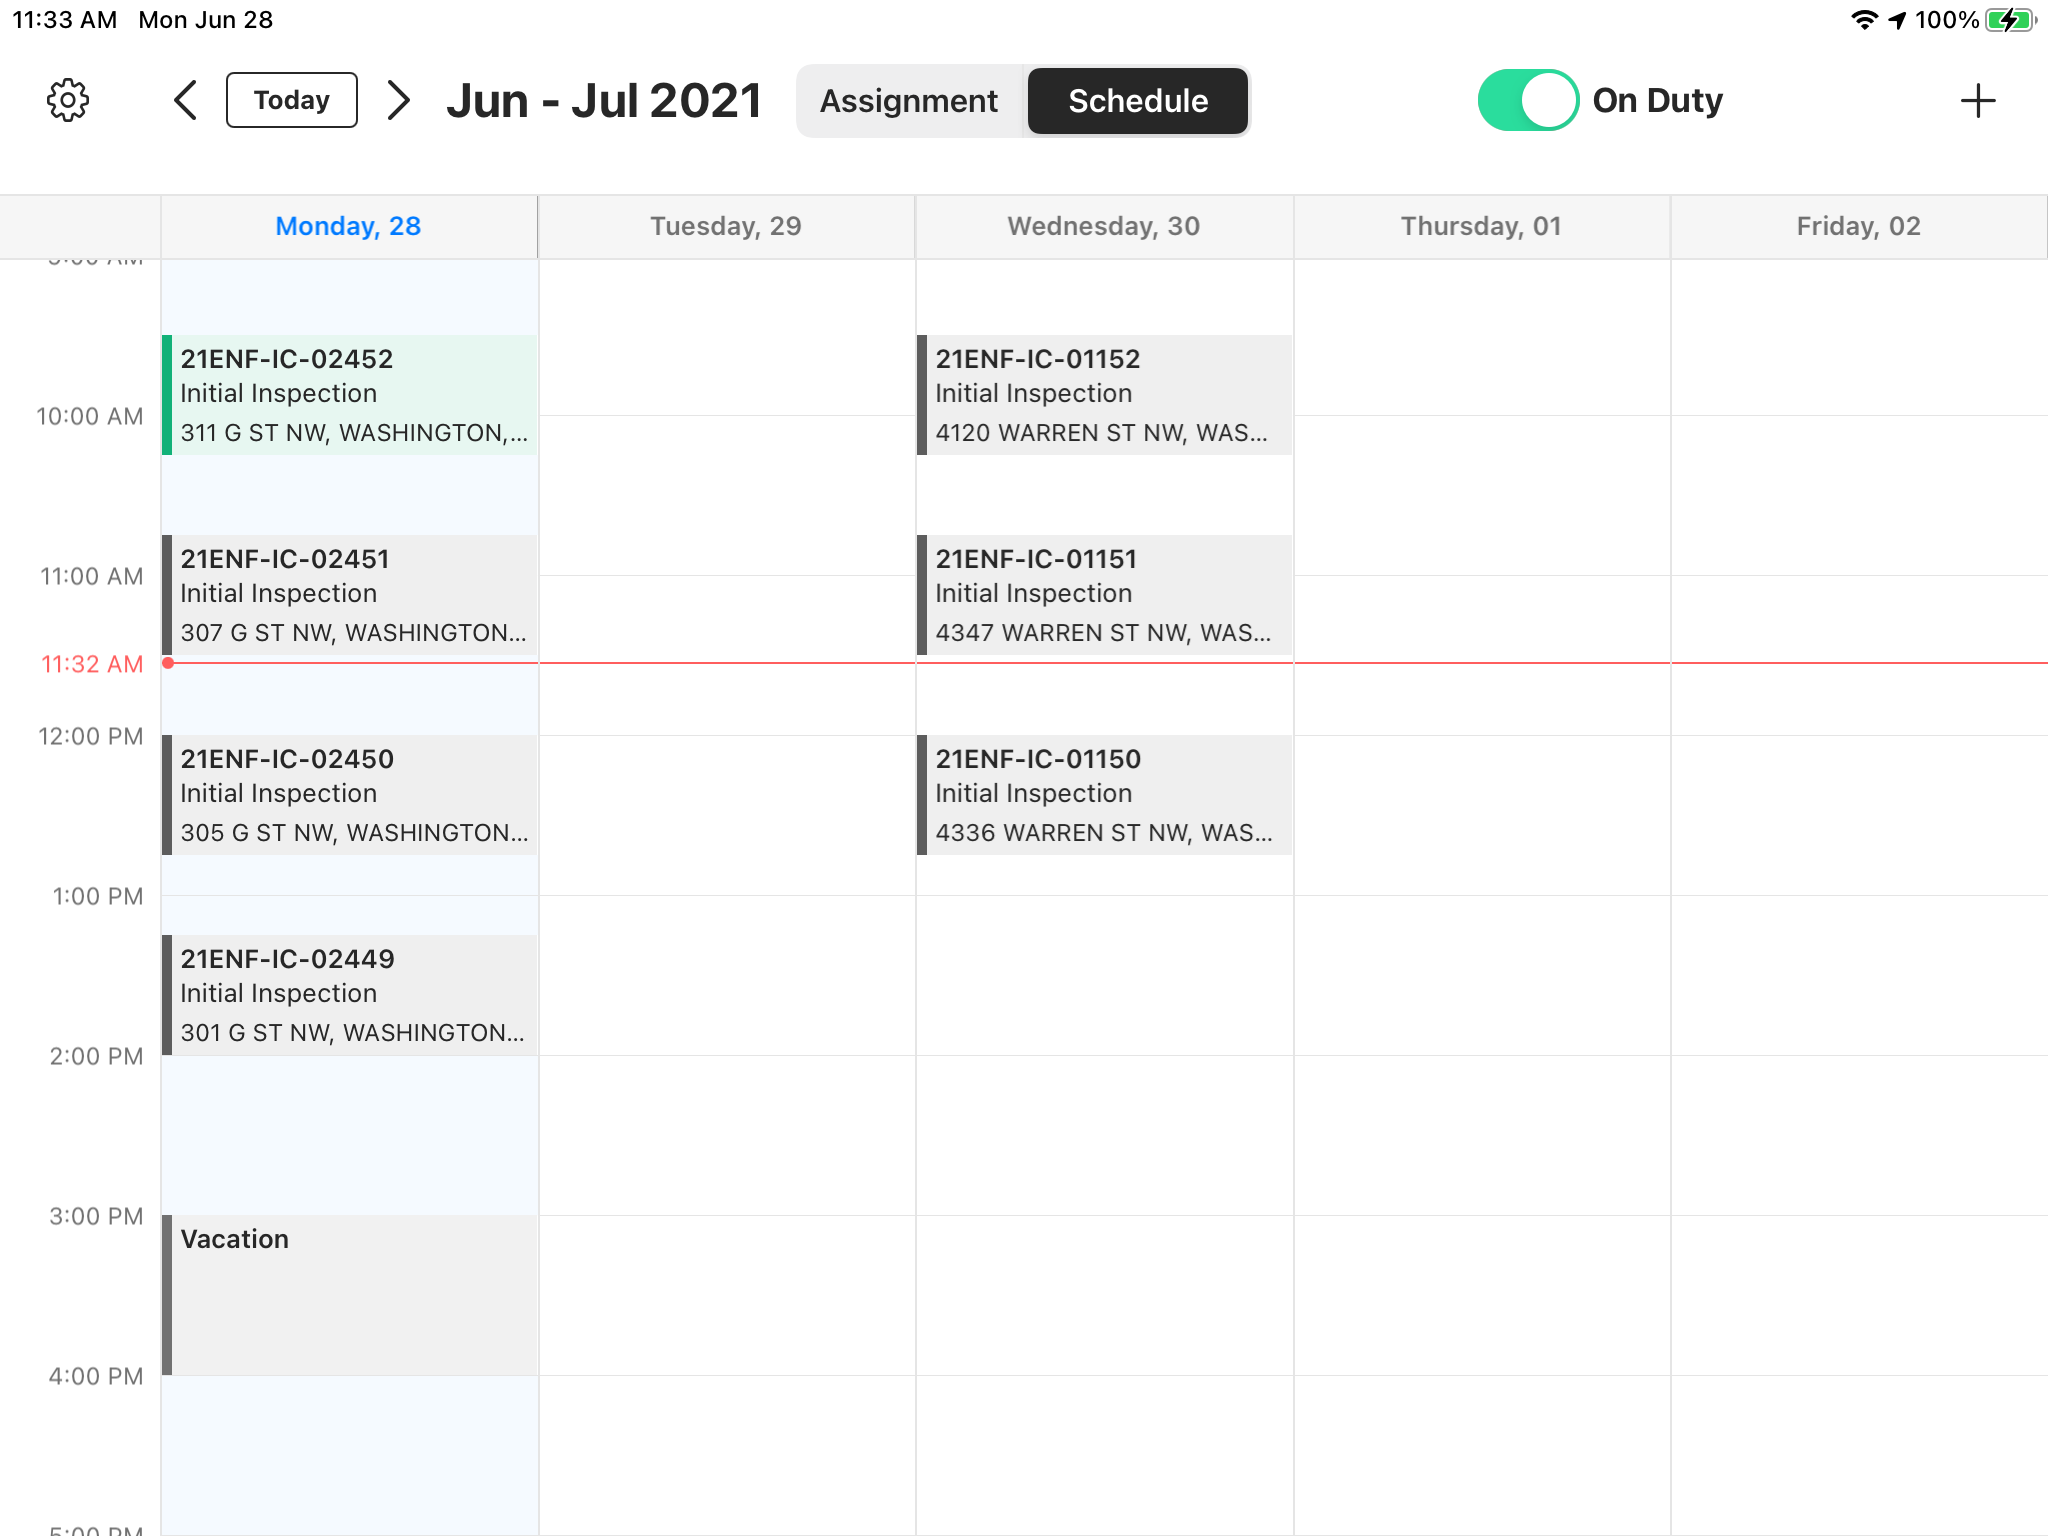 11:33 AM Mon Jun 28
100%
Today
Jun - Jul 2021
Assignment
Schedule
On Duty
Monday, 28
Tuesday, 29
Wednesday, 30
Thursday, 01
Friday, 02
9:00 AM
21ENF-IC-02452
Initial Inspection
311 G ST NW, WASHINGTON,...
21ENF-IC-01152
Initial Inspection
4120 WARREN ST NW, WAS...
10:00 AM
21ENF-IC-02451
Initial Inspection
307 G ST NW, WASHINGTON...
21ENF-IC-01151
Initial Inspection
4347 WARREN ST NW, WAS...
11:00 AM
11:32 AM
12:00 PM
21ENF-IC-02450
Initial Inspection
305 G ST NW, WASHINGTON...
21ENF-IC-01150
Initial Inspection
4336 WARREN ST NW, WAS...
1:00 PM
21ENF-IC-02449
Initial Inspection
301 G ST NW, WASHINGTON...
2:00 PM
3:00 PM
Vacation
4:00 PM
5:00 PM